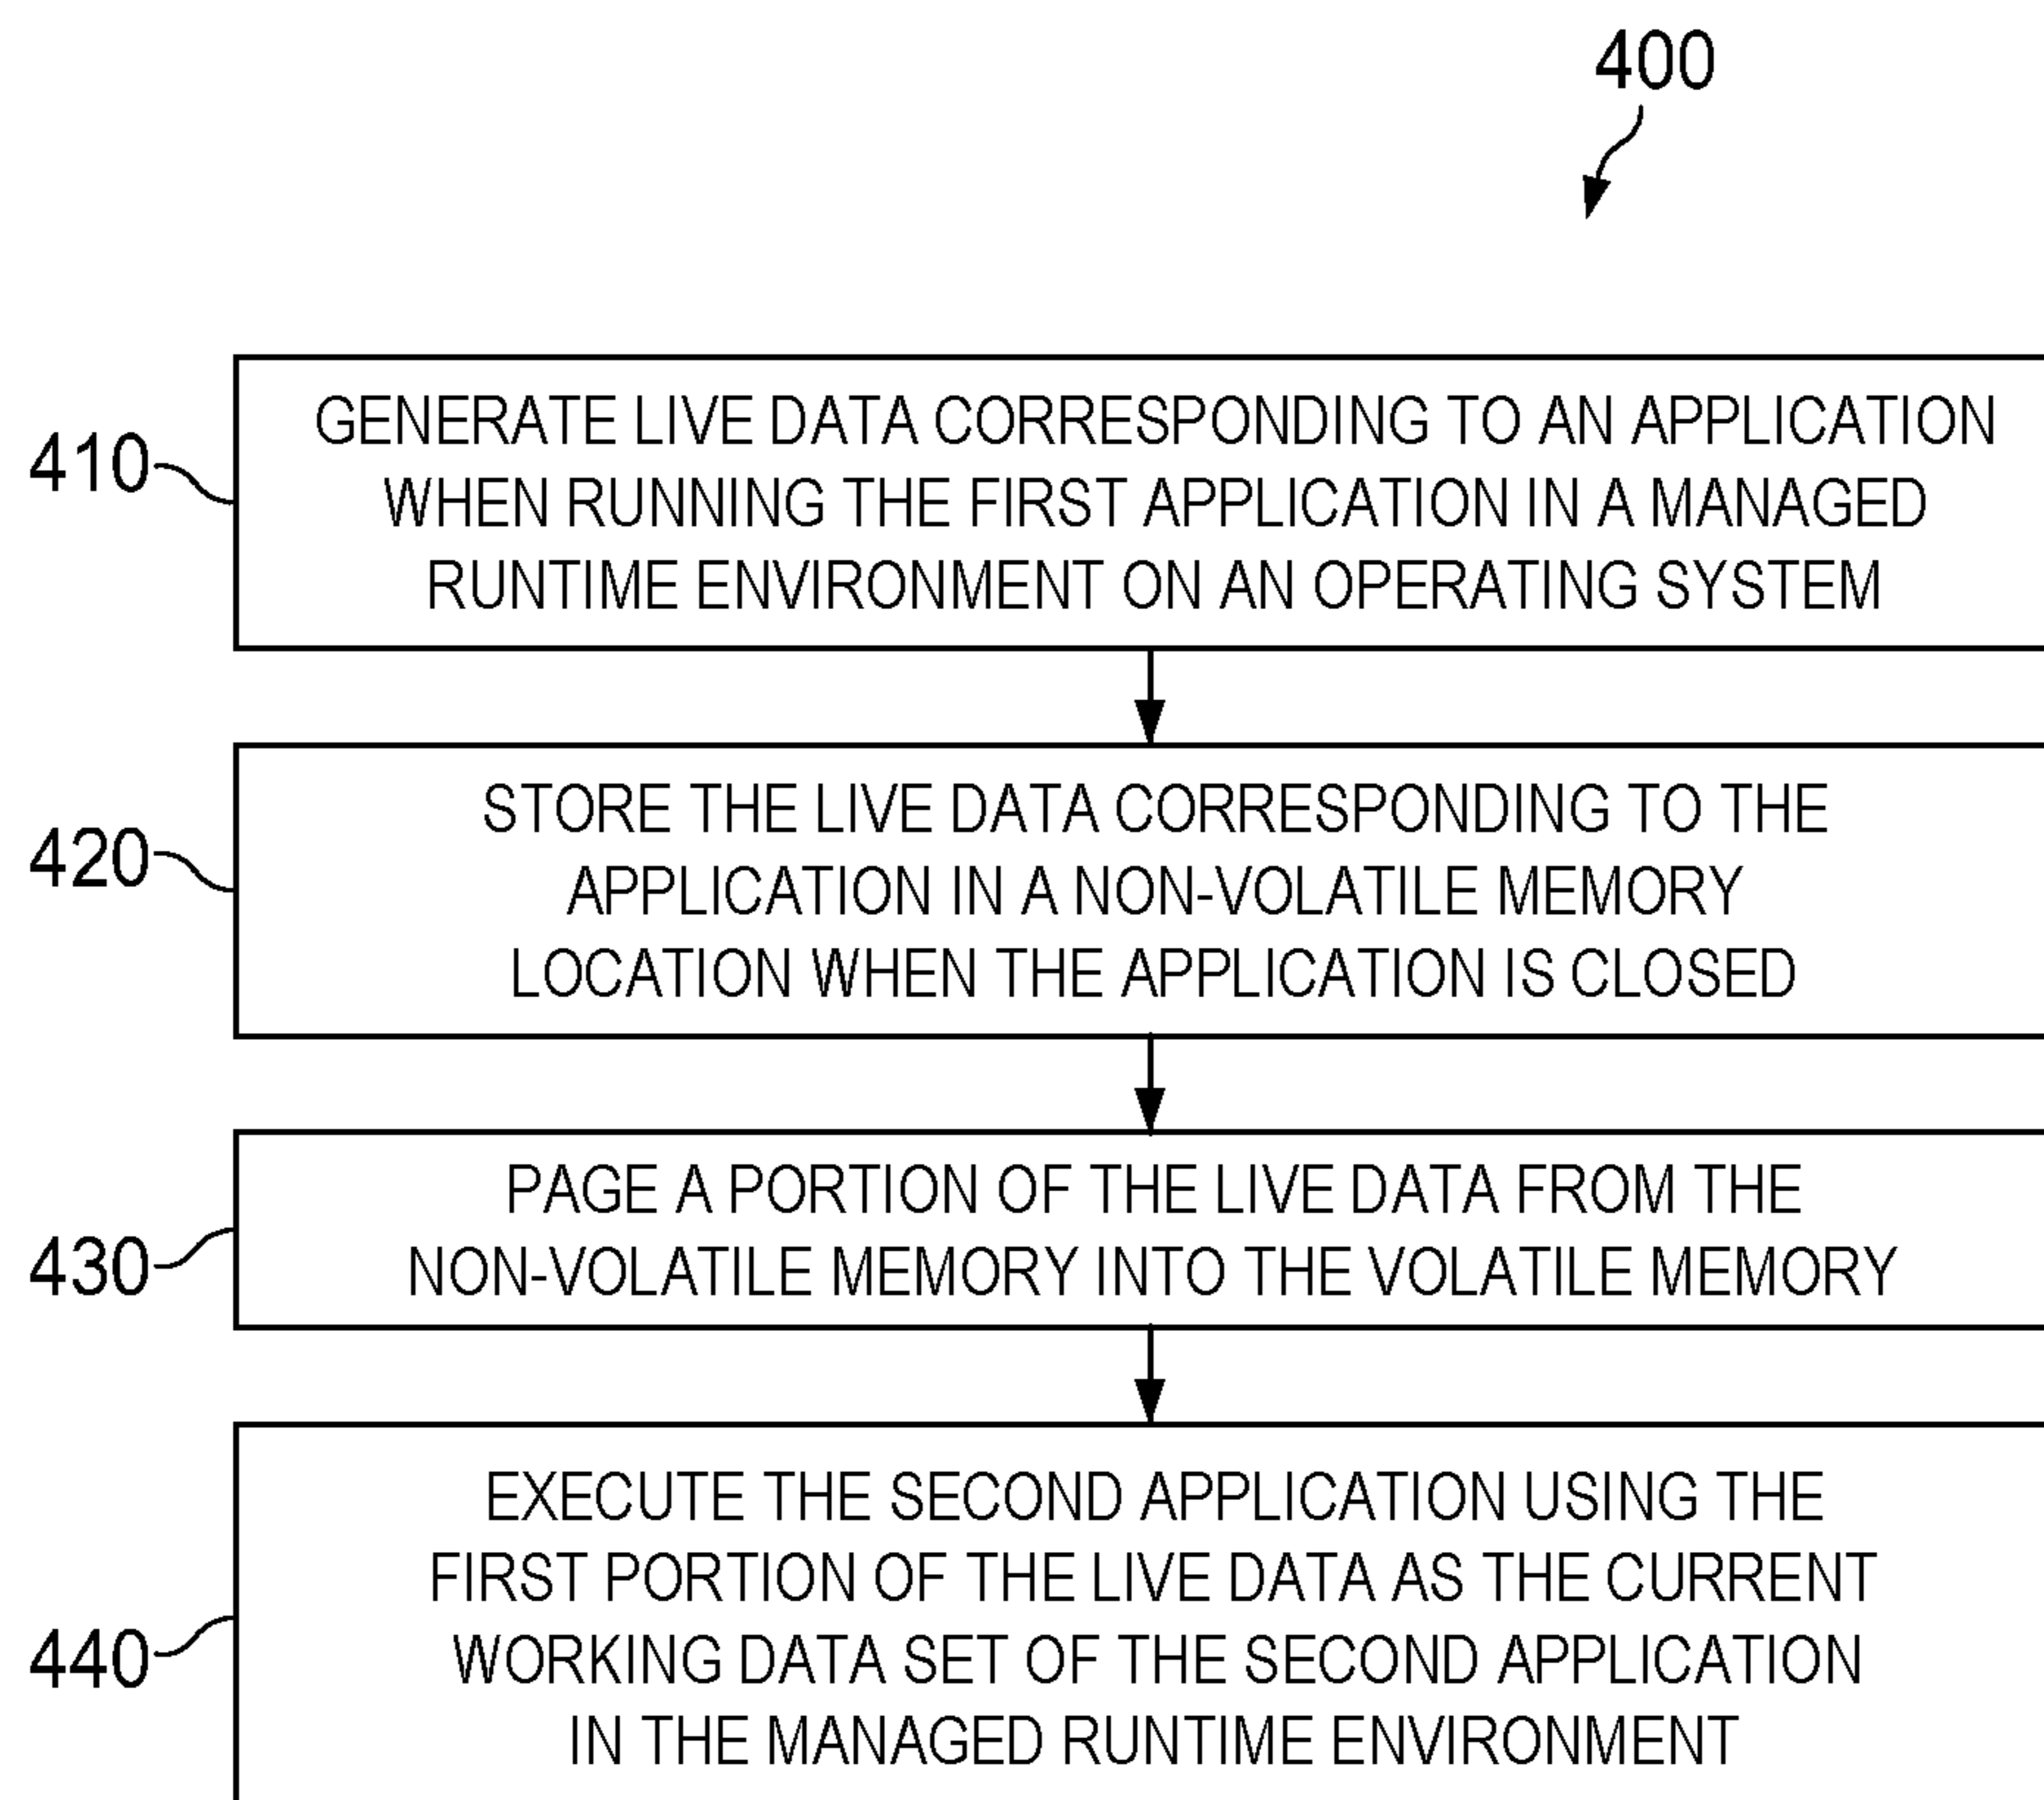 400
410
GENERATE LIVE DATA CORRESPONDING TO AN APPLICATION
WHEN RUNNING THE FIRST APPLICATION IN A MANAGED
RUNTIME ENVIRONMENT ON AN OPERATING SYSTEM
420
STORE THE LIVE DATA CORRESPONDING TO THE
APPLICATION IN A NON-VOLATILE MEMORY
LOCATION WHEN THE APPLICATION IS CLOSED
430
PAGE A PORTION OF THE LIVE DATA FROM THE
NON-VOLATILE MEMORY INTO THE VOLATILE MEMORY
440
EXECUTE THE SECOND APPLICATION USING THE
FIRST PORTION OF THE LIVE DATA AS THE CURRENT
WORKING DATA SET OF THE SECOND APPLICATION
IN THE MANAGED RUNTIME ENVIRONMENT